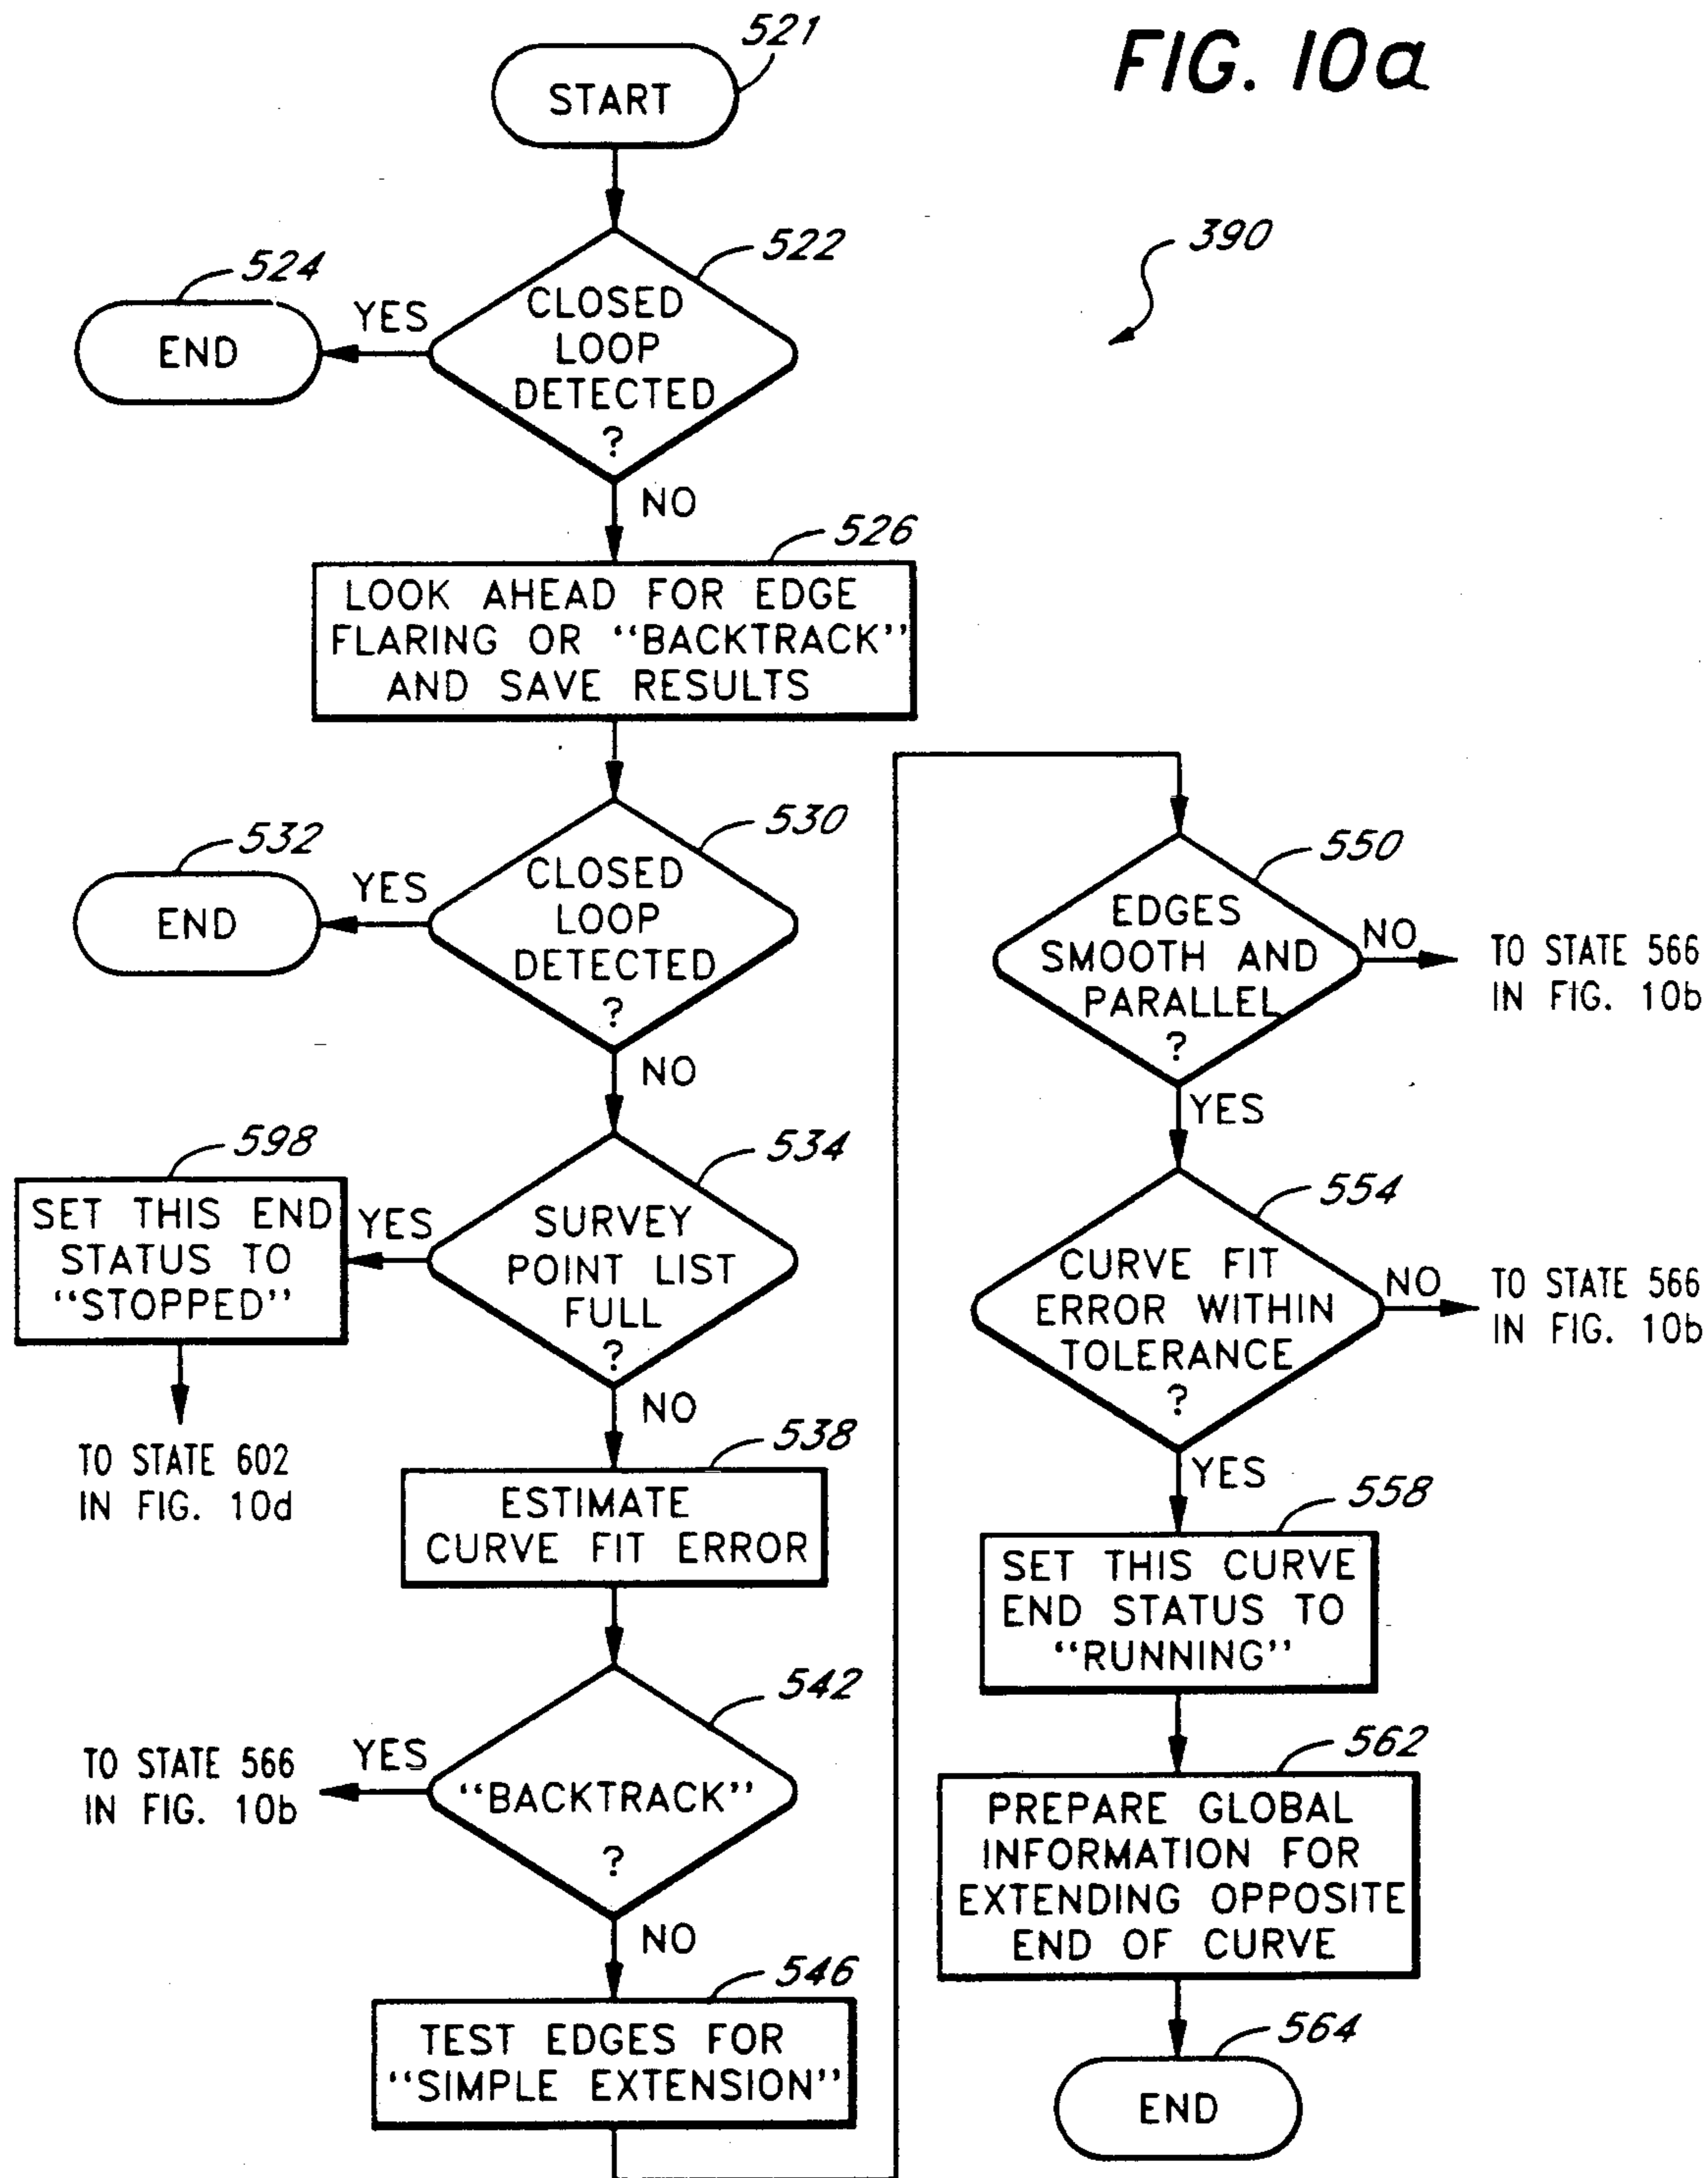 FIG. 10a
521
START
390
522
CLOSED
LOOP
DETECTED
?
YES
524
END
NO
526
LOOK AHEAD FOR EDGE
FLARING OR “BACKTRACK”
AND SAVE RESULTS
530
CLOSED
LOOP
DETECTED
?
YES
532
END
NO
534
SURVEY
POINT LIST
FULL
?
YES
598
SET THIS END
STATUS TO
“STOPPED”
TO STATE 602
IN FIG. 10d
NO
538
ESTIMATE
CURVE FIT ERROR
542
“BACKTRACK”
?
YES
TO STATE 566
IN FIG. 10b
NO
546
TEST EDGES FOR
“SIMPLE EXTENSION”
550
EDGES
SMOOTH AND
PARALLEL
?
NO
TO STATE 566
IN FIG. 10b
YES
554
CURVE FIT
ERROR WITHIN
TOLERANCE
?
NO
TO STATE 566
IN FIG. 10b
YES
558
SET THIS CURVE
END STATUS TO
“RUNNING”
562
PREPARE GLOBAL
INFORMATION FOR
EXTENDING OPPOSITE
END OF CURVE
564
END